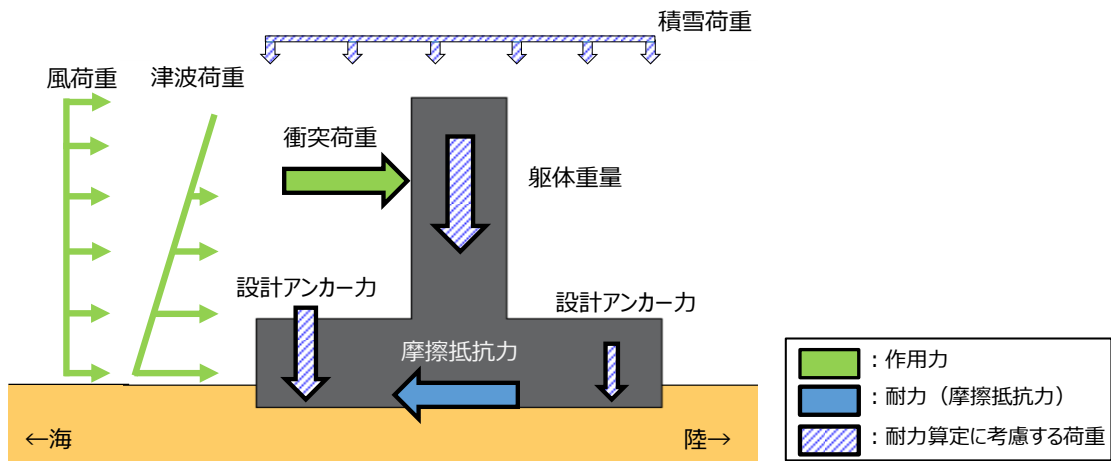 積雪荷重
風荷重
津波荷重
衝突荷重
躯体重量
設計アンカー力
設計アンカー力
摩擦抵抗力
：作用力
：耐力（摩擦抵抗力）
：耐力算定に考慮する荷重
←海
陸→